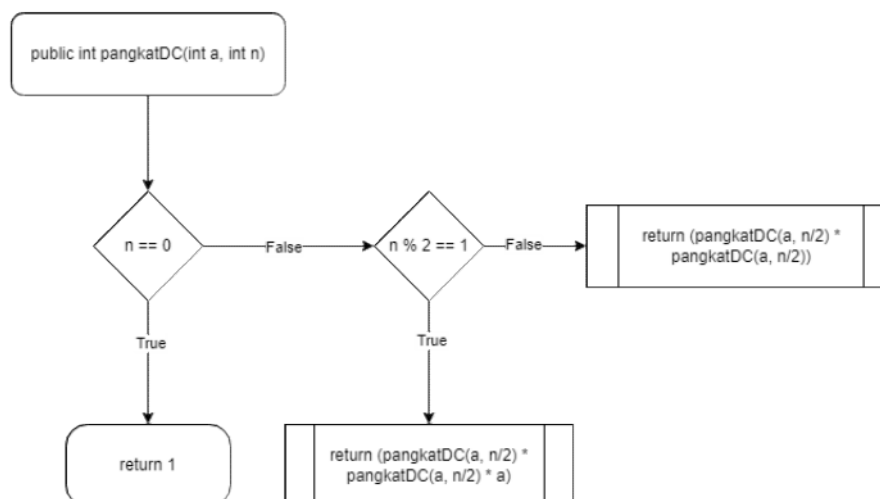 public int pangkatDC(int a, int n)
n == 0
False
n % 2 == 1
False
return (pangkatDC(a, n/2) *
pangkatDC(a, n/2))
True
True
return 1
return (pangkatDC(a, n/2) *
pangkatDC(a, n/2) * a)